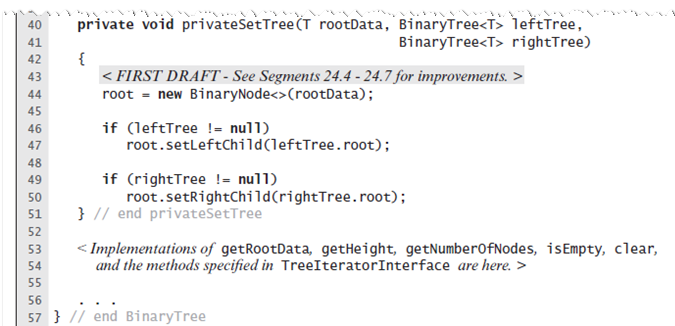 40 private void privateSetTree(T rootData, BinaryTree<T> leftTree,
41 BinaryTree<T> rightTree)
42 {
43 < FIRST DRAFT - See Segments 24.4 - 24.7 for improvements. >
44 root = new BinaryNode<>(rootData);
45
46 if (leftTree != null)
47 root.setLeftChild(leftTree.root);
48
49 if (rightTree != null)
50 root.setRightChild(rightTree.root);
51 } // end privateSetTree
52
53 < Implementations of getRootData, getHeight, getNumberOfNodes, isEmpty, clear,
54 and the methods specified in TreeIteratorInterface are here. >
55
56 . . .
57 } // end BinaryTree